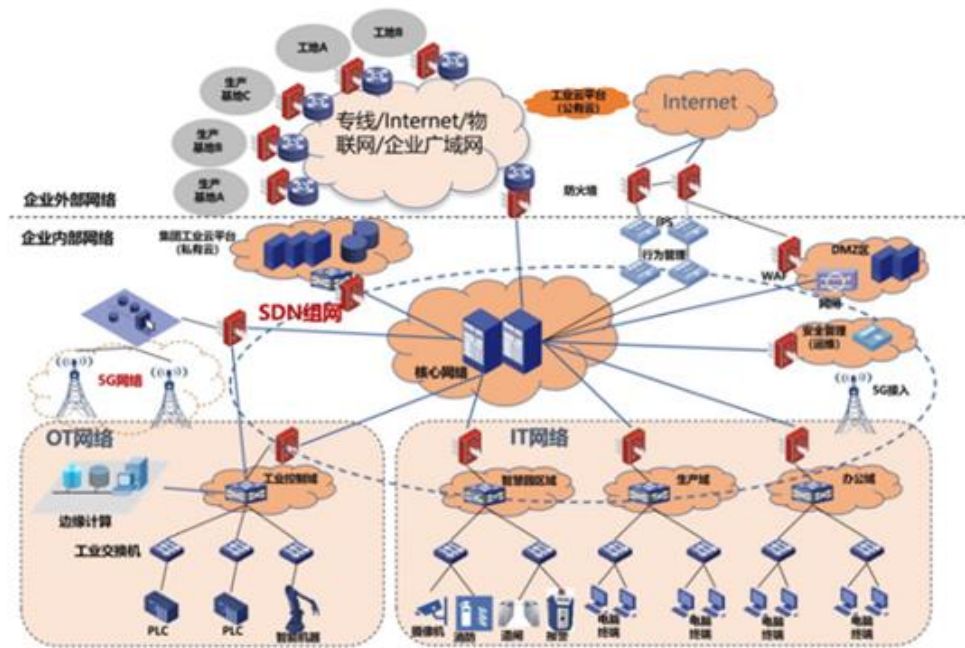 工地A
工地B
生产
基地C
生产
基地B
生产
基地A
专线/Internet/物
联网/企业广域网
工业云平台
(公有云)
Internet
防火墙
企业外部网络
企业内部网络
集团工业云平台
(私有云)
IPS
行为管理
WAF
DMZ区
网闸
SDN组网
核心网络
安全管理
(运维)
5G网络
5G接入
OT网络
IT网络
工业控制域
智慧园区域
生产域
办公域
边缘计算
工业交换机
PLC
PLC
智能机器
摄像机
消防
道闸
报警
电脑
终端
电脑
终端
电脑
终端
电脑
终端